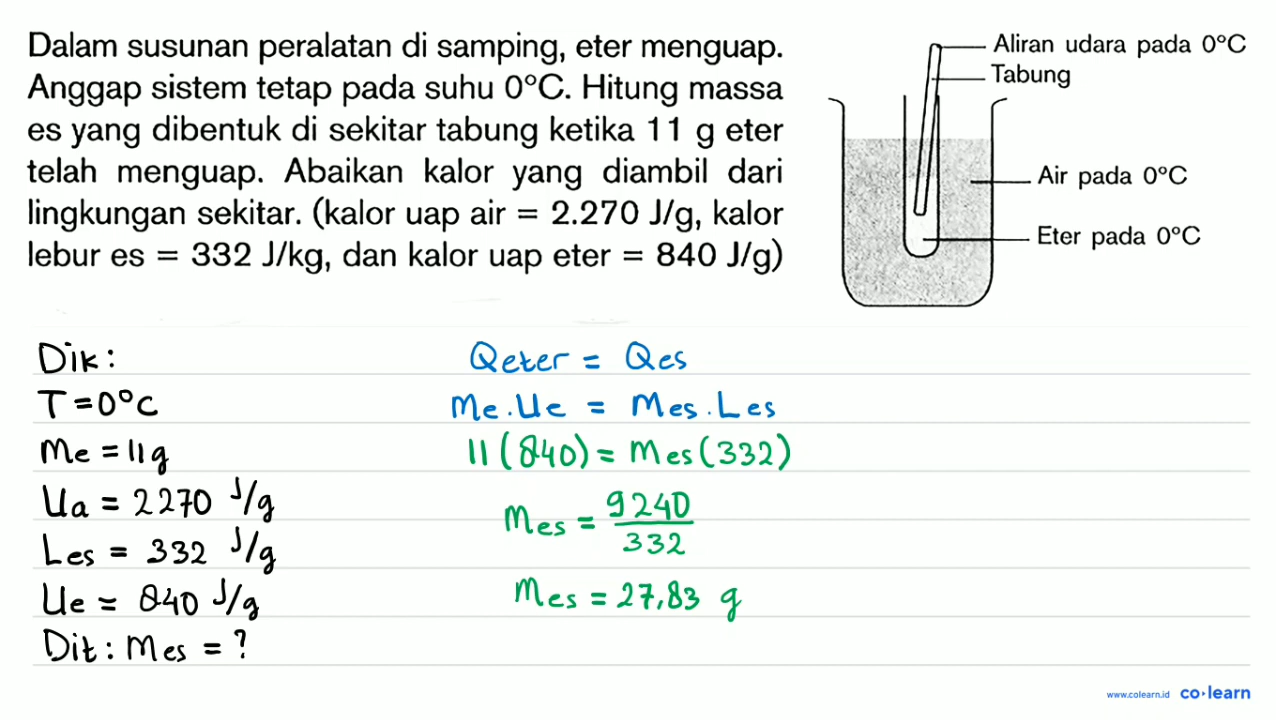 Dalam susunan peralatan di samping, eter menguap.
Anggap sistem tetap pada suhu 0°C. Hitung massa
es yang dibentuk di sekitar tabung ketika 11 g eter
telah menguap. Abaikan kalor yang diambil dari
lingkungan sekitar. (kalor uap air = 2.270 J/g, kalor
lebur es = 332 J/kg, dan kalor uap eter = 840 J/g)
Aliran udara pada 0°C
Tabung
Air pada 0°C
Eter pada 0°C
Dik:
T = 0°C
Me = 11 g
Ua = 2270 J/g
Les = 332 J/g
Ue = 840 J/g
Dit: Mes = ?
Qeter = Qes
Me.Ue = Mes.Les
11(840) = Mes(332)
Mes = 9240/332
Mes = 27,83 g
www.colearn.id co·learn